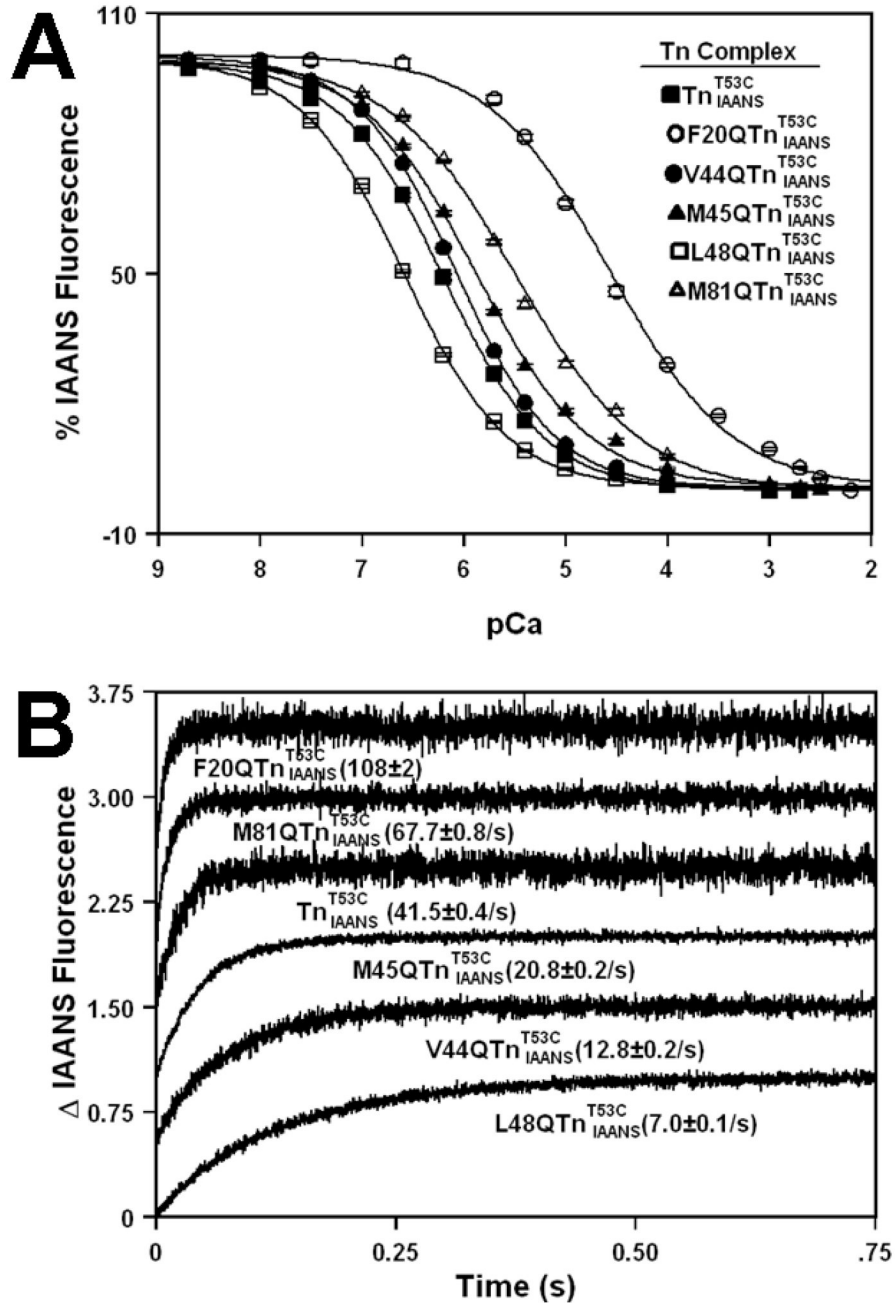 A
110
50
-10
% IAANS Fluorescence
Tn Complex
Tn T53C IAANS
F20QTn T53C IAANS
V44QTn T53C IAANS
M45QTn T53C IAANS
L48QTn T53C IAANS
M81QTn T53C IAANS
9 8 7 6 5 4 3 2
pCa
B
3.75
3.00
2.25
1.50
0.75
0
Δ IAANS Fluorescence
F20QTn T53C IAANS (108±2)
M81QTn T53C IAANS (67.7±0.8/s)
Tn T53C IAANS (41.5±0.4/s)
M45QTn T53C IAANS (20.8±0.2/s)
V44QTn T53C IAANS (12.8±0.2/s)
L48QTn T53C IAANS (7.0±0.1/s)
0 0.25 0.50 .75
Time (s)